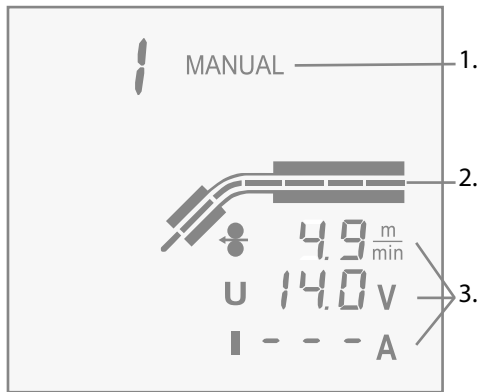 1 MANUAL 1.
2.
4.9 m/min
U 14.0 V 3.
I - - - A